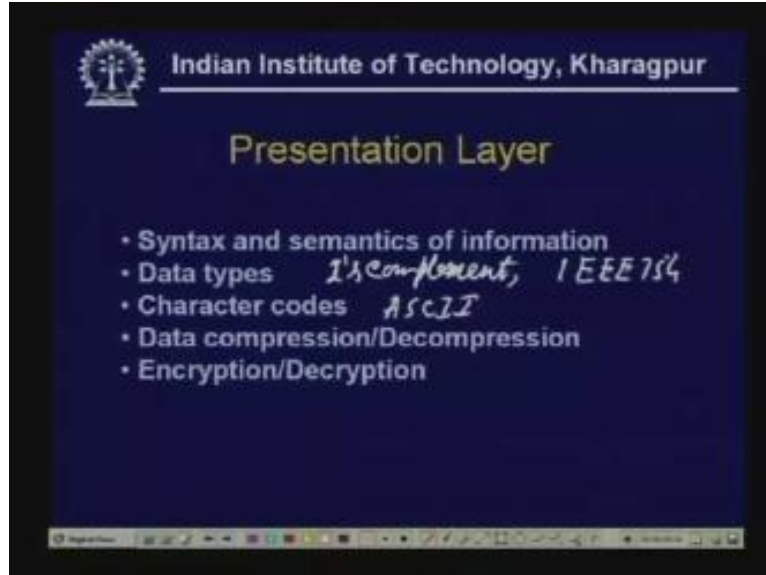 Indian Institute of Technology, Kharagpur
Presentation Layer
• Syntax and semantics of information
• Data types 1's complement, IEEE 754
• Character codes ASCII
• Data compression/Decompression
• Encryption/Decryption